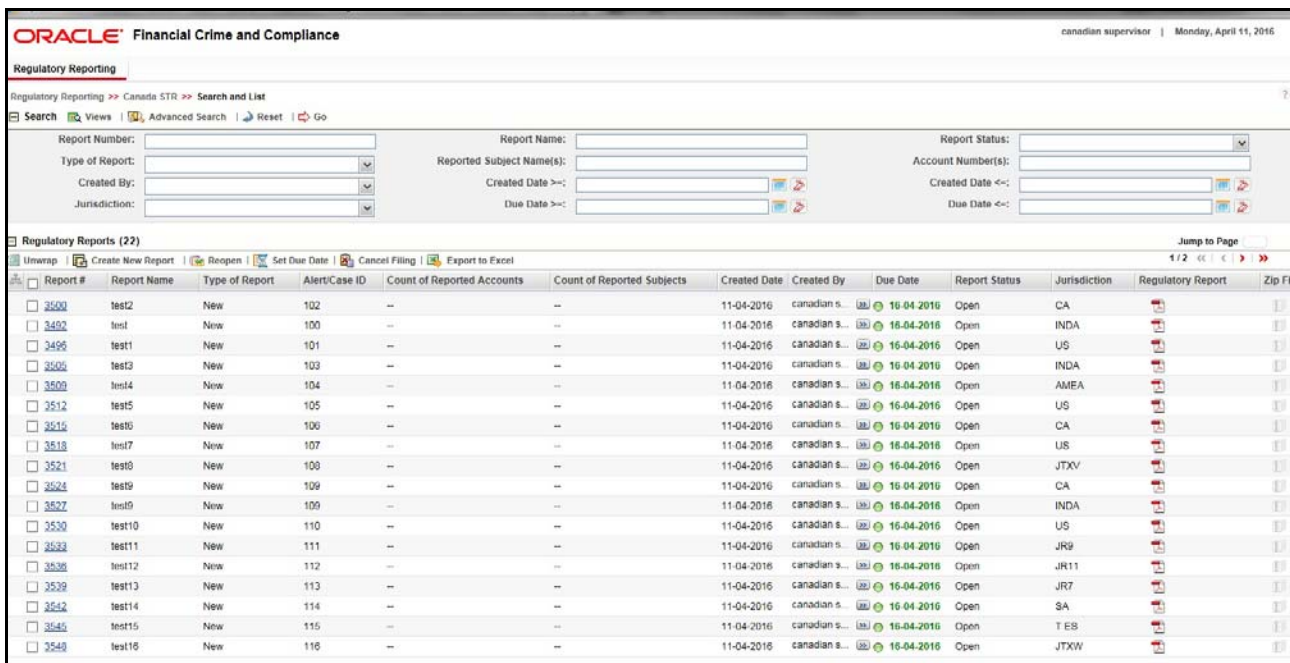 ORACLE® Financial Crime and Compliance canadian supervisor | Monday, April 11, 2016
Regulatory Reporting
Regulatory Reporting >> Canada STR >> Search and List ?
Search Views | Advanced Search | Reset | Go
Report Number: Report Name: Report Status:
Type of Report: Reported Subject Name(s): Account Number(s):
Created By: Created Date >=: Created Date <=:
Jurisdiction: Due Date >=: Due Date <=:
Regulatory Reports (22) Jump to Page
Unwrap | Create New Report | Reopen | Set Due Date | Cancel Filing | Export to Excel 1/2
Report # Report Name Type of Report Alert/Case ID Count of Reported Accounts Count of Reported Subjects Created Date Created By Due Date Report Status Jurisdiction Regulatory Report Zip Fi
3500 test2 New 102 -- -- 11-04-2016 canadian s... 16-04-2016 Open CA
3492 test New 100 -- -- 11-04-2016 canadian s... 16-04-2016 Open INDA
3496 test1 New 101 -- -- 11-04-2016 canadian s... 16-04-2016 Open US
3505 test3 New 103 -- -- 11-04-2016 canadian s... 16-04-2016 Open INDA
3509 test4 New 104 -- -- 11-04-2016 canadian s... 16-04-2016 Open AMEA
3512 test5 New 105 -- -- 11-04-2016 canadian s... 16-04-2016 Open US
3515 test6 New 106 -- -- 11-04-2016 canadian s... 16-04-2016 Open CA
3518 test7 New 107 -- -- 11-04-2016 canadian s... 16-04-2016 Open US
3521 test8 New 108 -- -- 11-04-2016 canadian s... 16-04-2016 Open JTXV
3524 test9 New 109 -- -- 11-04-2016 canadian s... 16-04-2016 Open CA
3527 test9 New 109 -- -- 11-04-2016 canadian s... 16-04-2016 Open INDA
3530 test10 New 110 -- -- 11-04-2016 canadian s... 16-04-2016 Open US
3533 test11 New 111 -- -- 11-04-2016 canadian s... 16-04-2016 Open JR9
3536 test12 New 112 -- -- 11-04-2016 canadian s... 16-04-2016 Open JR11
3539 test13 New 113 -- -- 11-04-2016 canadian s... 16-04-2016 Open JR7
3542 test14 New 114 -- -- 11-04-2016 canadian s... 16-04-2016 Open SA
3545 test15 New 115 -- -- 11-04-2016 canadian s... 16-04-2016 Open T ES
3548 test16 New 116 -- -- 11-04-2016 canadian s... 16-04-2016 Open JTXW